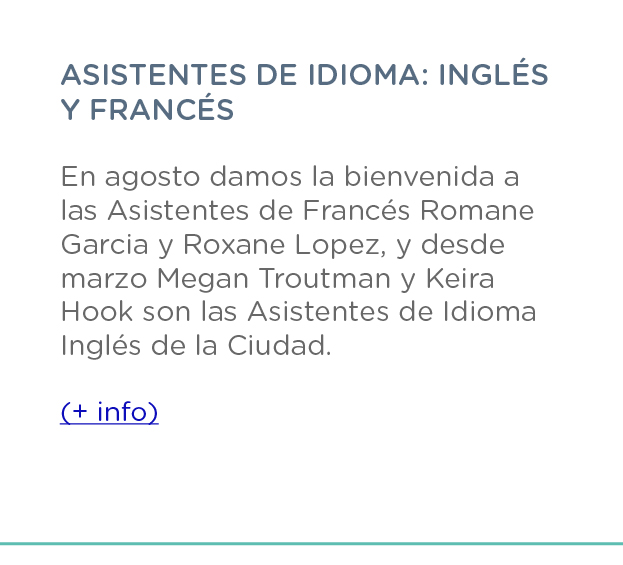 ASISTENTES DE IDIOMA: INGLÉS
Y FRANCÉS
En agosto damos la bienvenida a
las Asistentes de Francés Romane
Garcia y Roxane Lopez, y desde
marzo Megan Troutman y Keira
Hook son las Asistentes de Idioma
Inglés de la Ciudad.
(+ info)